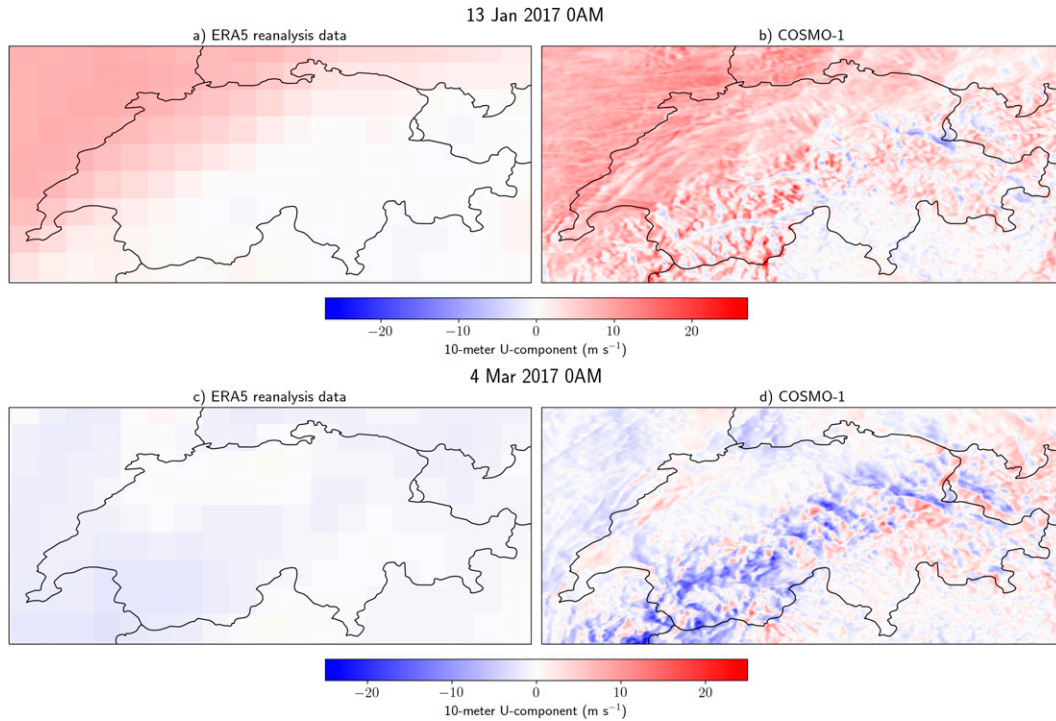 13 Jan 2017 0AM
a) ERA5 reanalysis data
b) COSMO-1
−20 −10 0 10 20
10-meter U-component (m s⁻¹)
4 Mar 2017 0AM
c) ERA5 reanalysis data
d) COSMO-1
−20 −10 0 10 20
10-meter U-component (m s⁻¹)